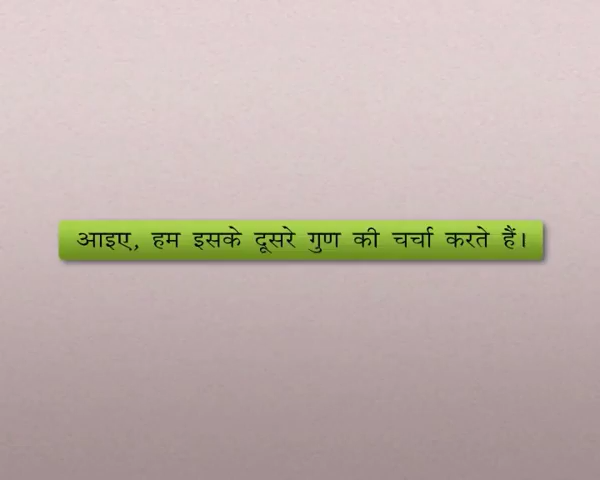 आइए, हम इसके दूसरे गुण की चर्चा करते हैं।